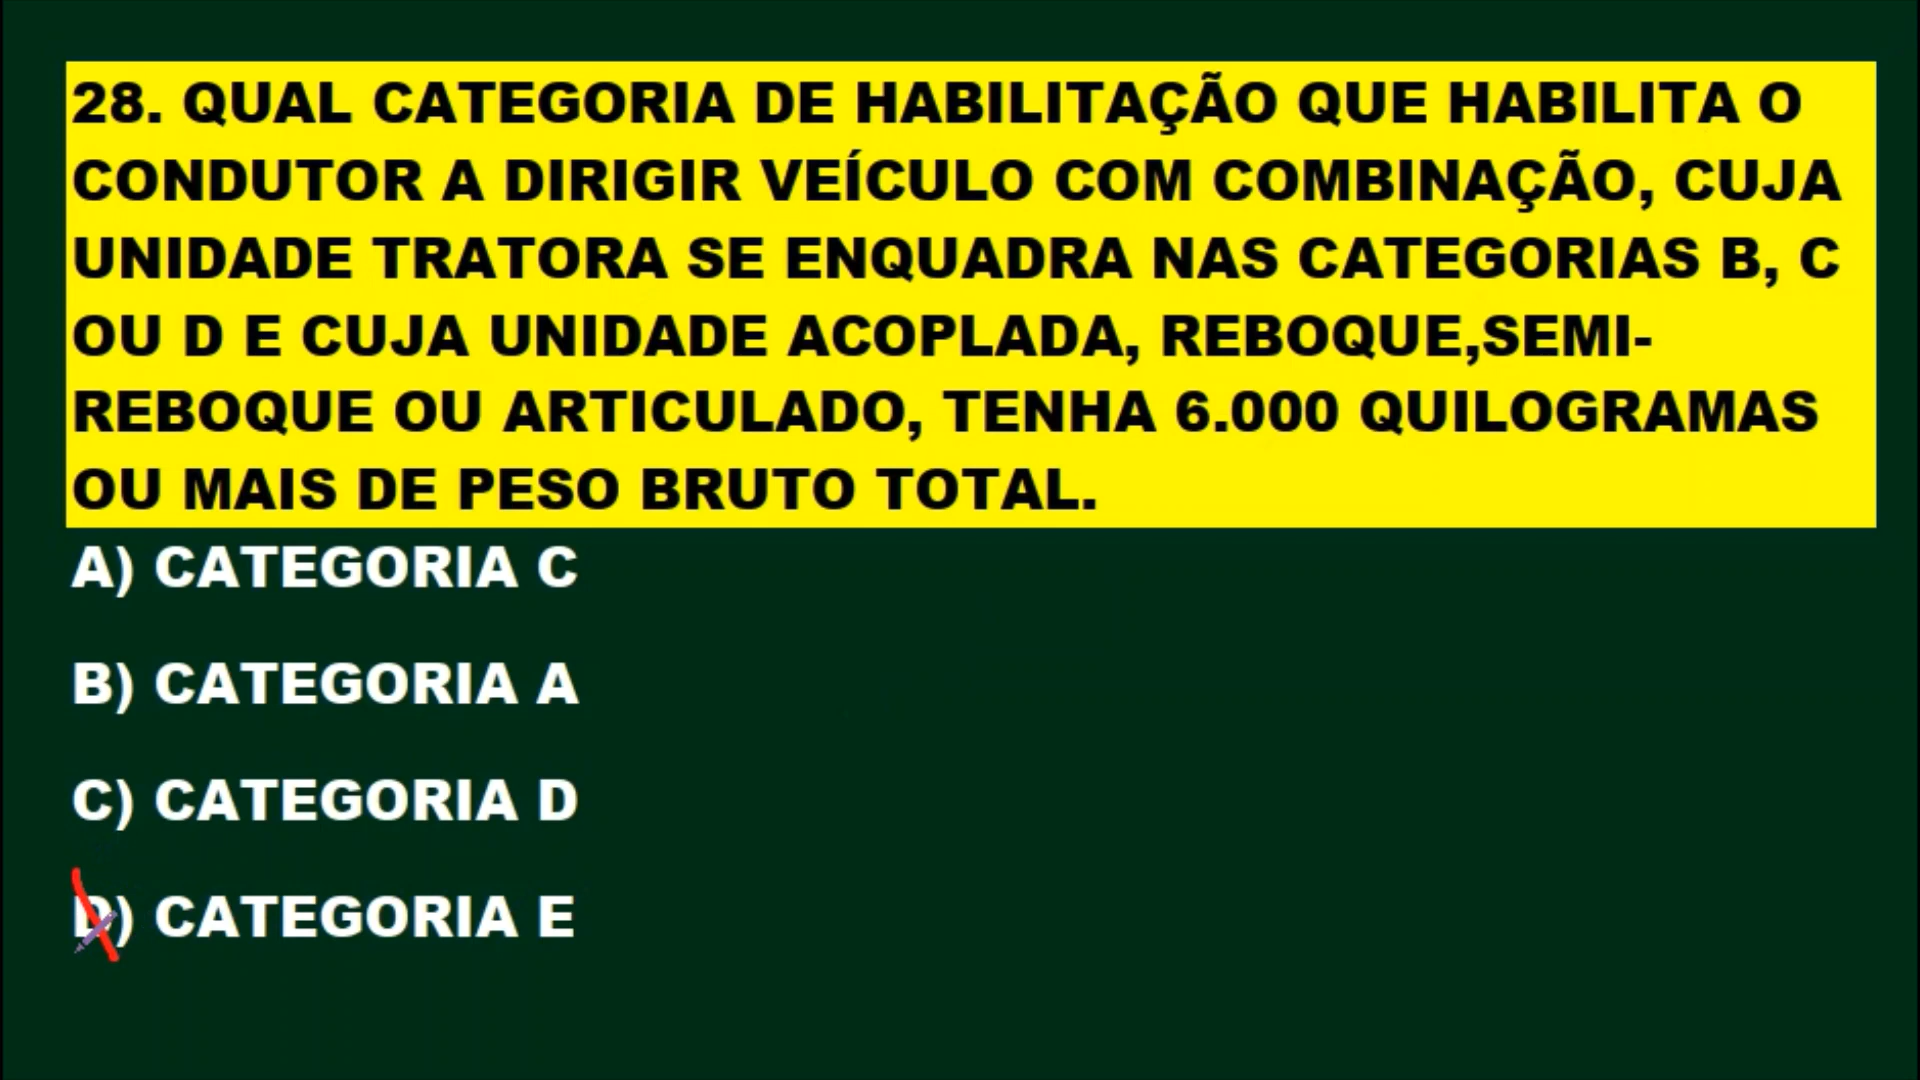 28. QUAL CATEGORIA DE HABILITAÇÃO QUE HABILITA O
CONDUTOR A DIRIGIR VEÍCULO COM COMBINAÇÃO, CUJA
UNIDADE TRATORA SE ENQUADRA NAS CATEGORIAS B, C
OU D E CUJA UNIDADE ACOPLADA, REBOQUE,SEMI-
REBOQUE OU ARTICULADO, TENHA 6.000 QUILOGRAMAS
OU MAIS DE PESO BRUTO TOTAL.
A) CATEGORIA C
B) CATEGORIA A
C) CATEGORIA D
D) CATEGORIA E